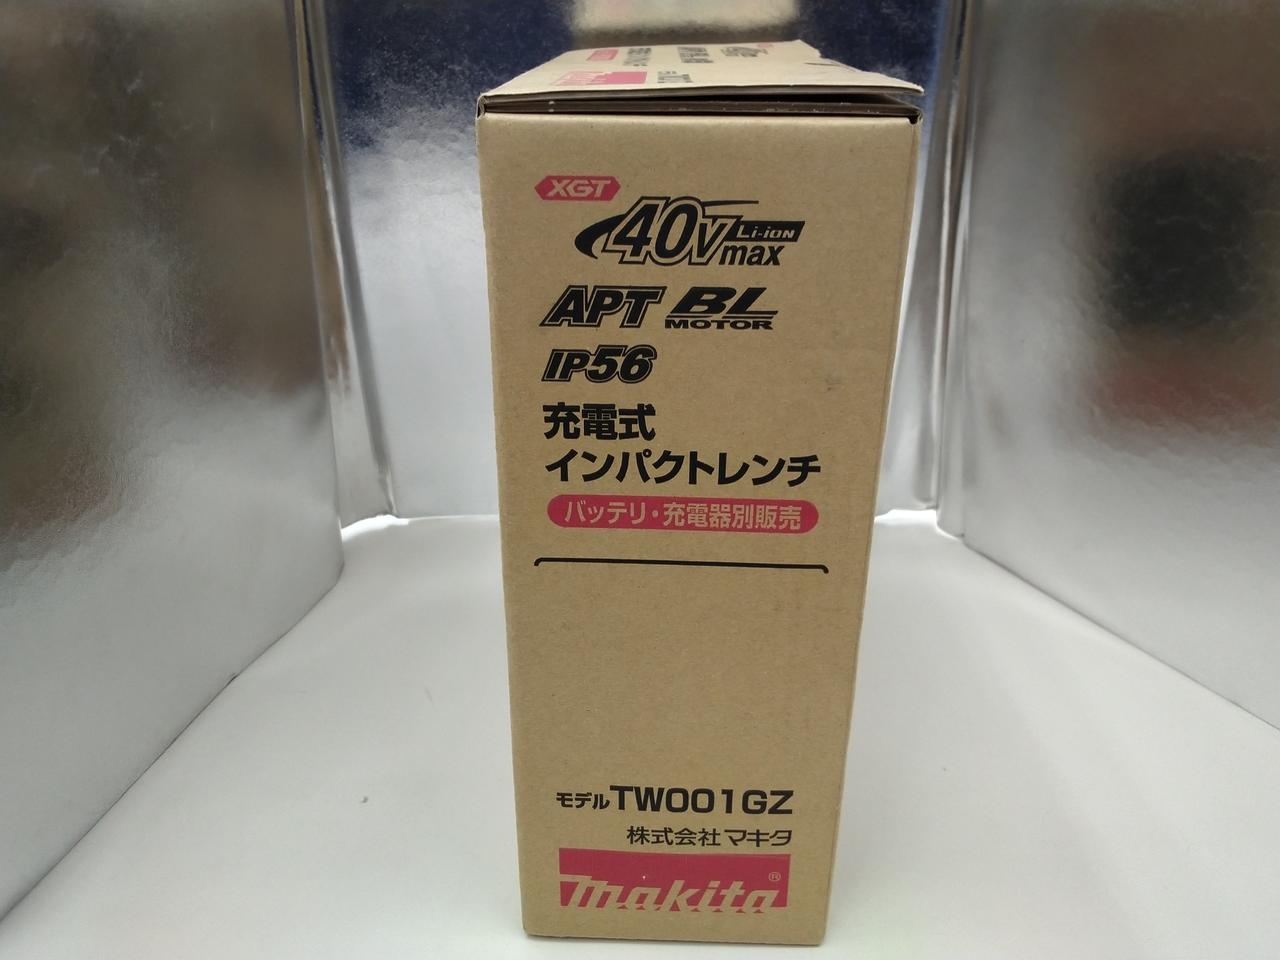 XGT
40Vmax Li-ion
APT BL MOTOR
IP56
充電式
インパクトレンチ
バッテリ・充電器別販売
モデルTW001GZ
株式会社マキタ
makita®